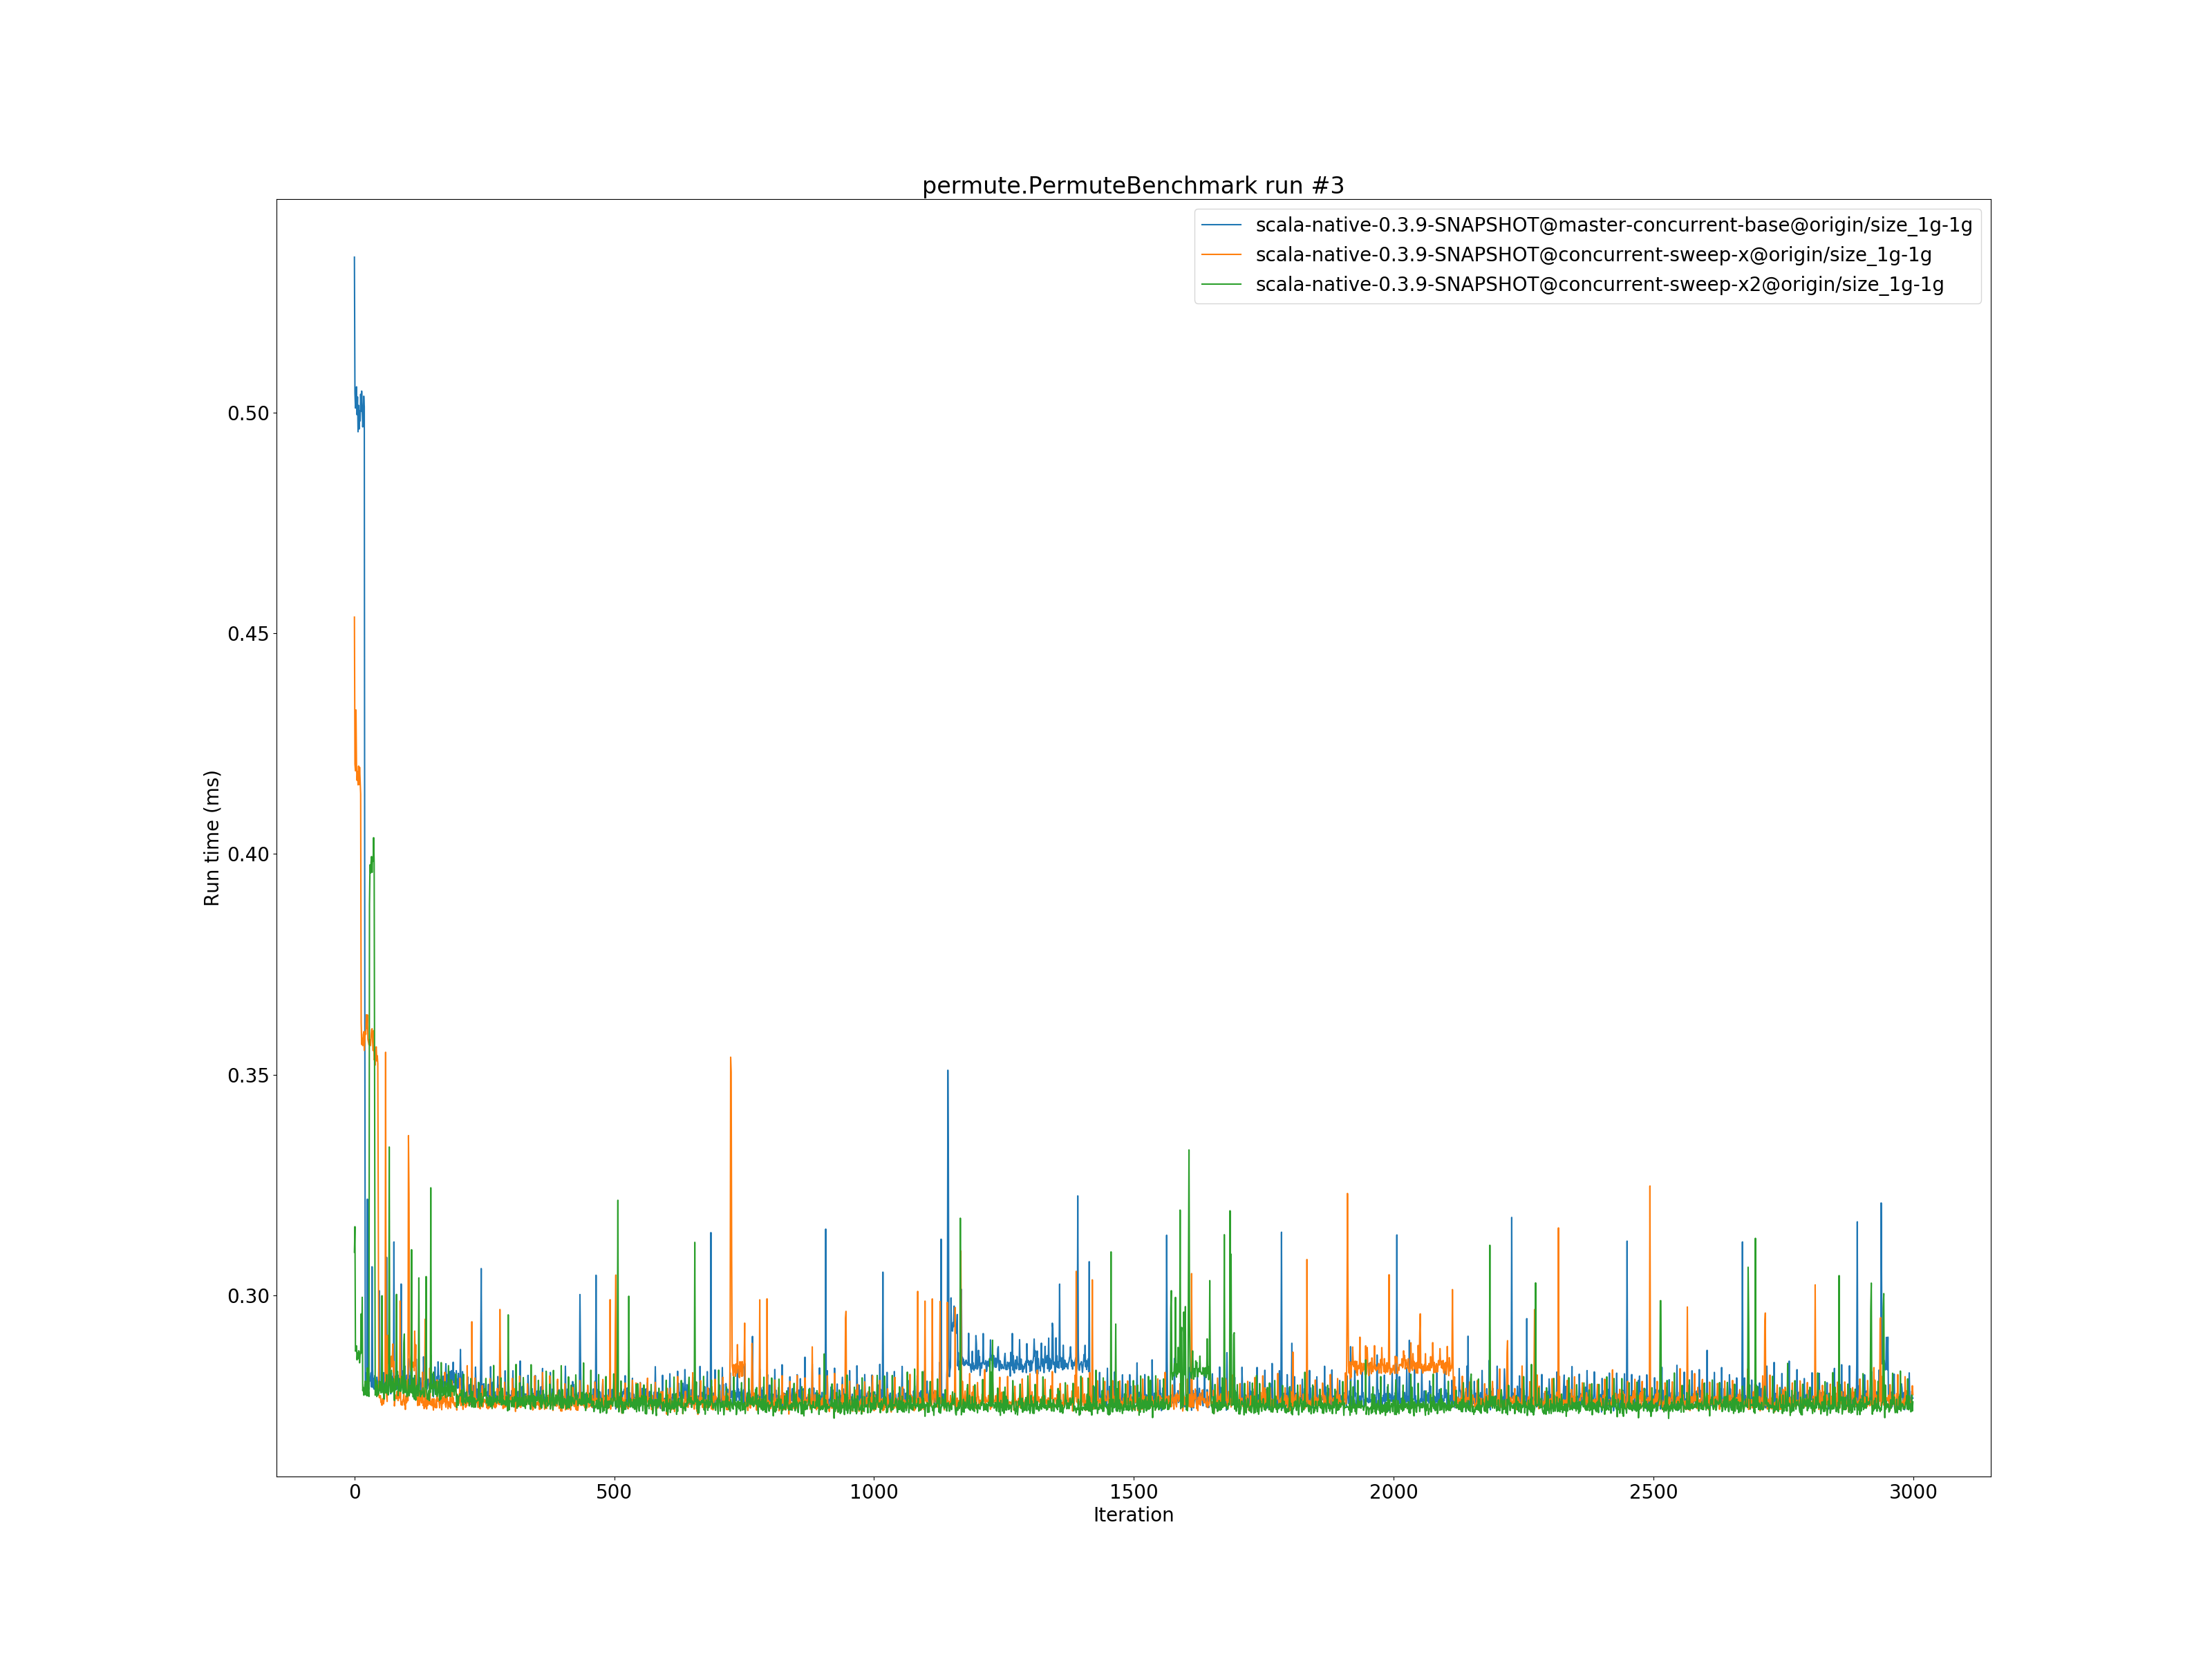 permute.PermuteBenchmark run #3
scala-native-0.3.9-SNAPSHOT@master-concurrent-base@origin/size_1g-1g
scala-native-0.3.9-SNAPSHOT@concurrent-sweep-x@origin/size_1g-1g
scala-native-0.3.9-SNAPSHOT@concurrent-sweep-x2@origin/size_1g-1g
0.50
0.45
0.40
0.35
0.30
Run time (ms)
0 500 1000 1500 2000 2500 3000
Iteration